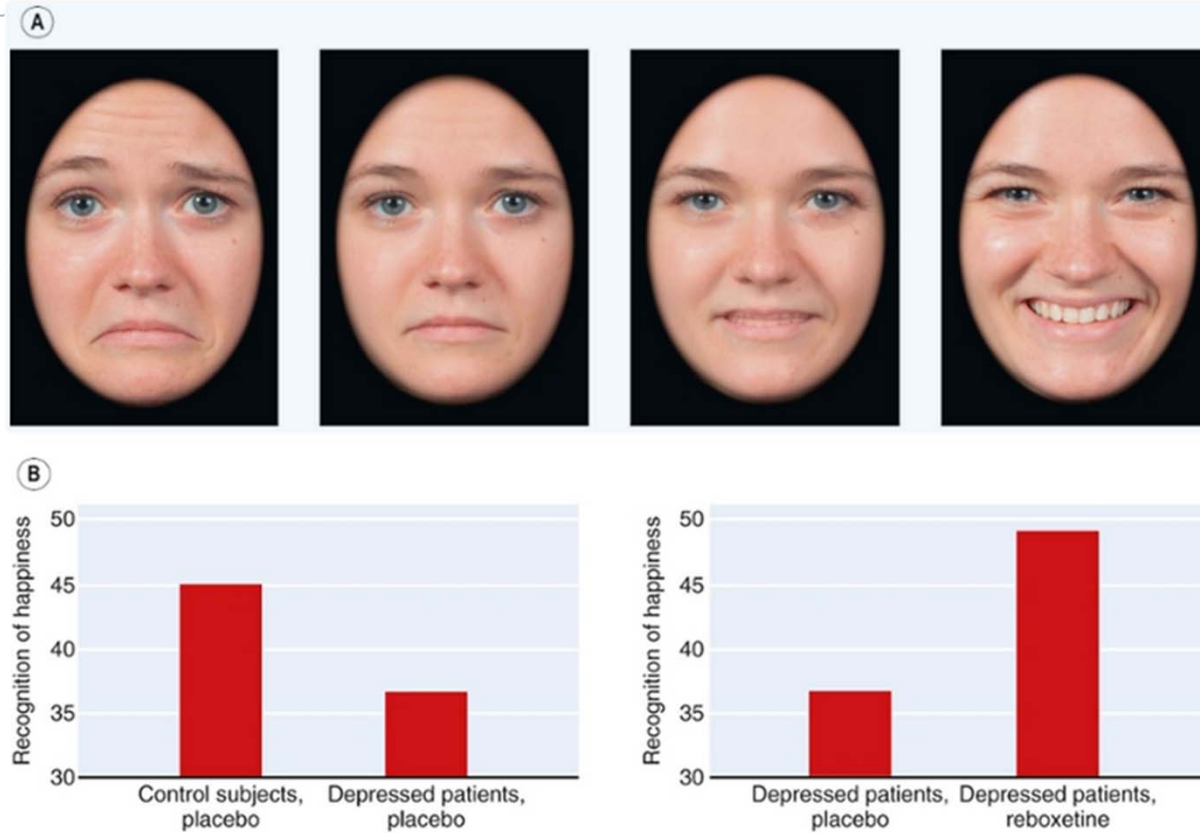 A
B
Recognition of happiness
50
45
40
35
30
Control subjects,
placebo
Depressed patients,
placebo
Recognition of happiness
50
45
40
35
30
Depressed patients,
placebo
Depressed patients,
reboxetine